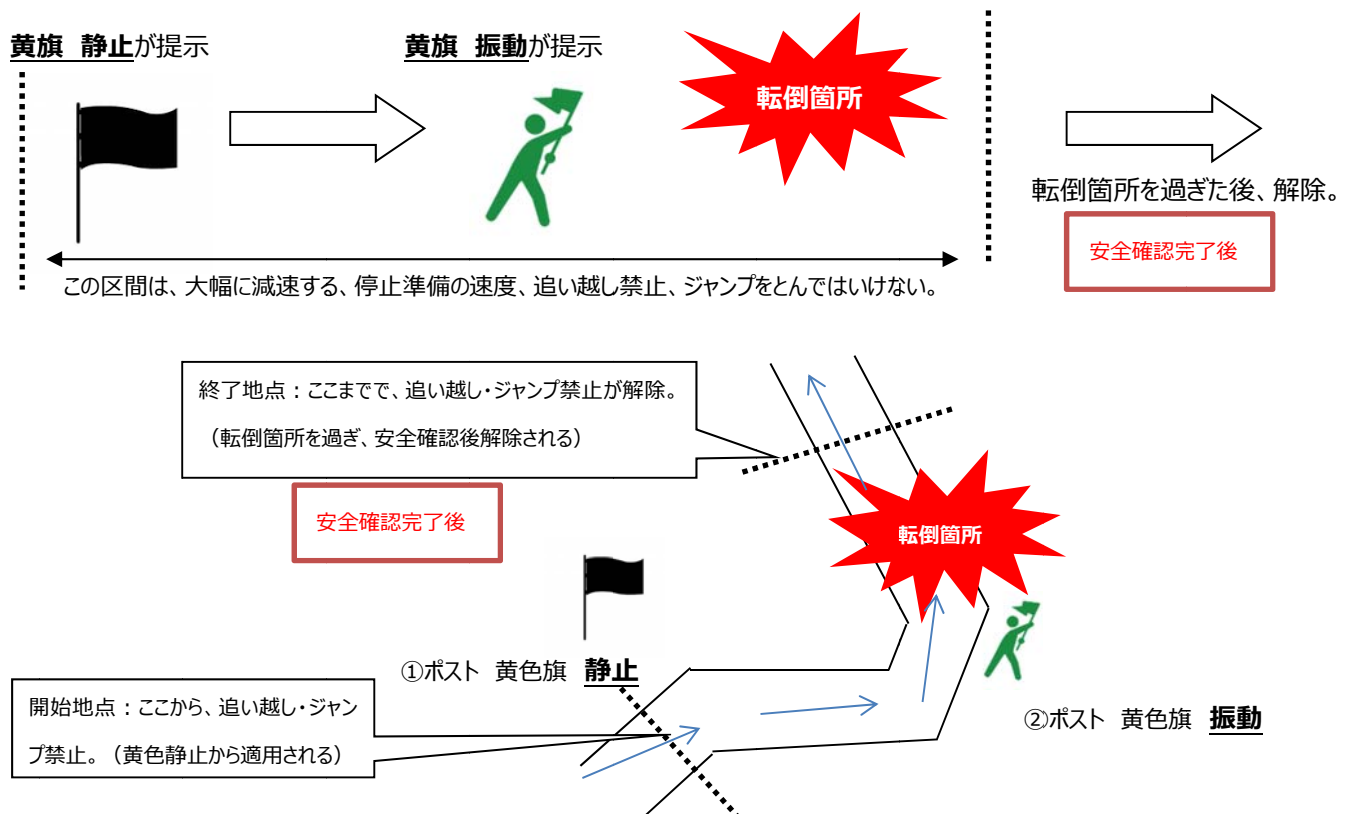 黄旗 静止が提示
黄旗 振動が提示
転倒箇所
転倒箇所を過ぎた後、解除。
安全確認完了後
この区間は、大幅に減速する、停止準備の速度、追い越し禁止、ジャンプをとんではいけない。
終了地点：ここまでで、追い越し・ジャンプ禁止が解除。
（転倒箇所を過ぎ、安全確認後解除される）
安全確認完了後
転倒箇所
①ポスト 黄色旗 静止
開始地点：ここから、追い越し・ジャン
プ禁止。（黄色静止から適用される）
②ポスト 黄色旗 振動